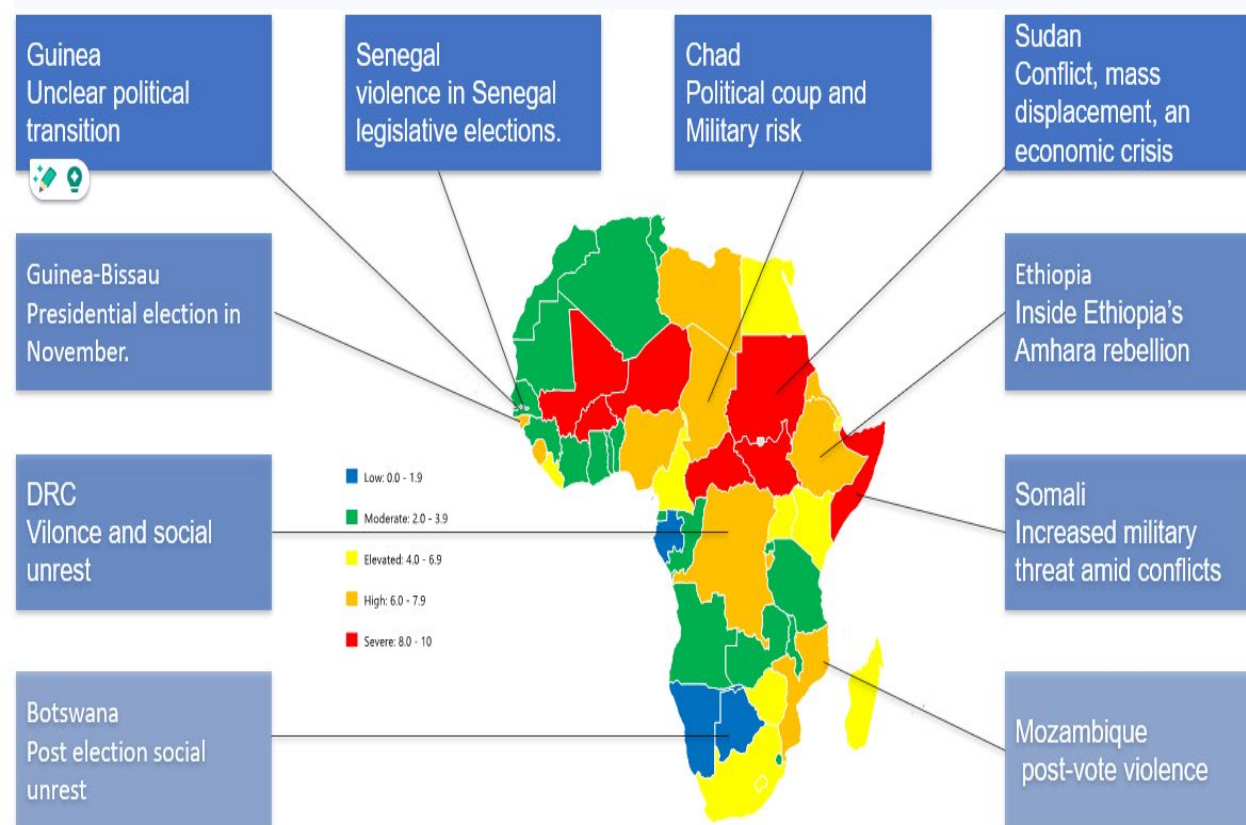 Guinea
Unclear political
transition
Senegal
violence in Senegal
legislative elections.
Chad
Political coup and
Military risk
Sudan
Conflict, mass
displacement, an
economic crisis
Guinea-Bissau
Presidential election in
November.
Ethiopia
Inside Ethiopia's
Amhara rebellion
DRC
Vilonce and social
unrest
Low: 0.0 - 1.9
Moderate: 2.0 - 3.9
Elevated: 4.0 - 6.9
High: 6.0 - 7.9
Severe: 8.0 - 10
Somali
Increased military
threat amid conflicts
Botswana
Post election social
unrest
Mozambique
post-vote violence